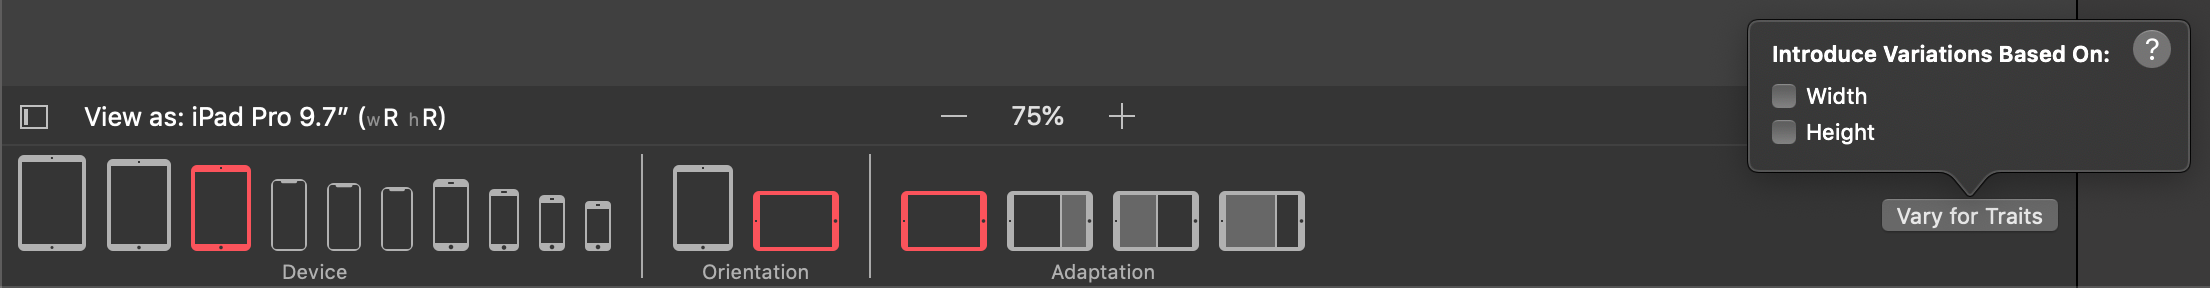 Introduce Variations Based On: ?
Width
Height
View as: iPad Pro 9.7” (wR hR)
75%
Vary for Traits
Device
Orientation
Adaptation